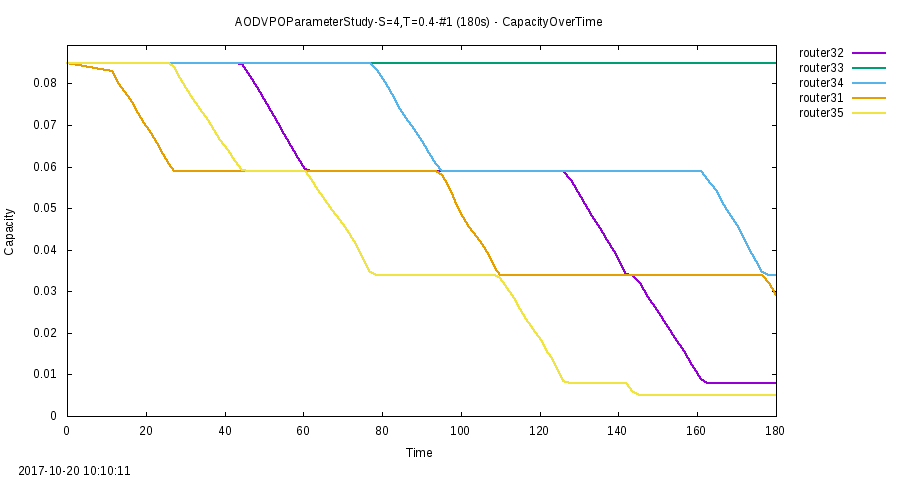 AODVPOParameterStudy-S=4,T=0.4-#1 (180s) - CapacityOverTime
router32
router33
router34
router31
router35
0.08
0.07
0.06
0.05
0.04
0.03
0.02
0.01
0
Capacity
0 20 40 60 80 100 120 140 160 180
Time
2017-10-20 10:10:11